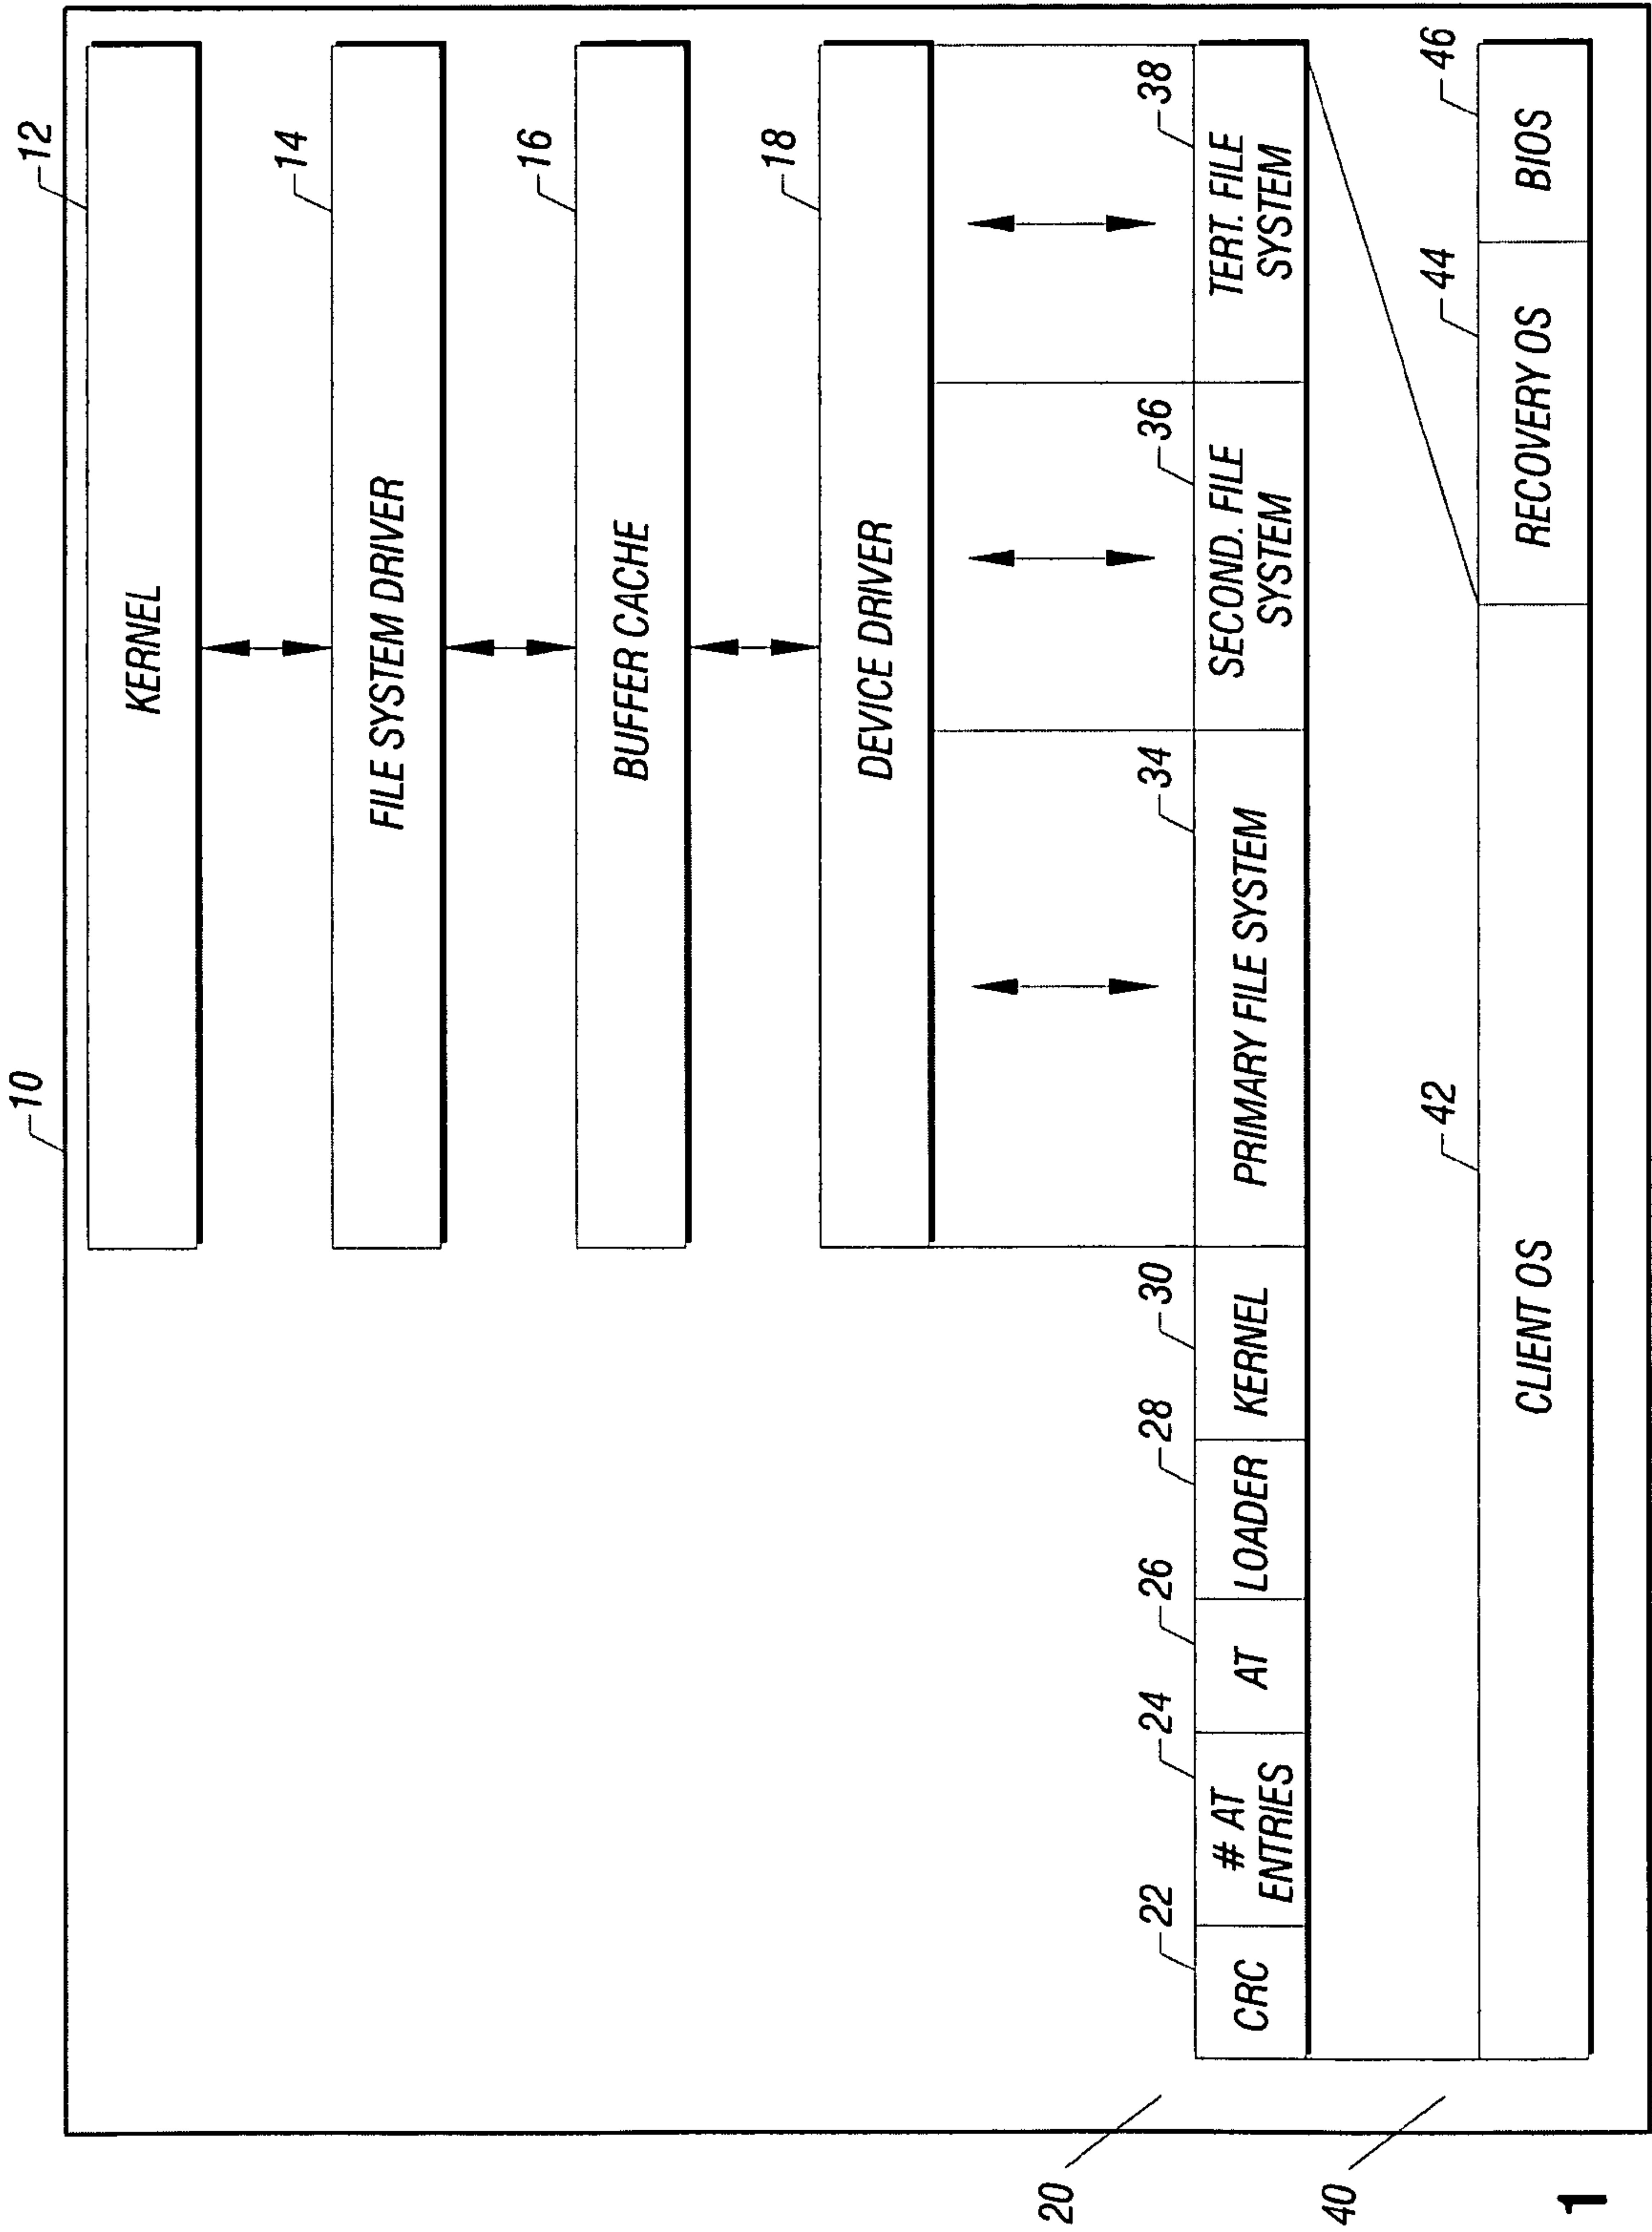 10
12
KERNEL
14
FILE SYSTEM DRIVER
16
BUFFER CACHE
18
DEVICE DRIVER
20
22
24
26
28
30
34
36
38
CRC
# AT
ENTRIES
AT
LOADER
KERNEL
PRIMARY FILE SYSTEM
SECOND. FILE
SYSTEM
TERT. FILE
SYSTEM
40
42
44
46
CLIENT OS
RECOVERY OS
BIOS
1